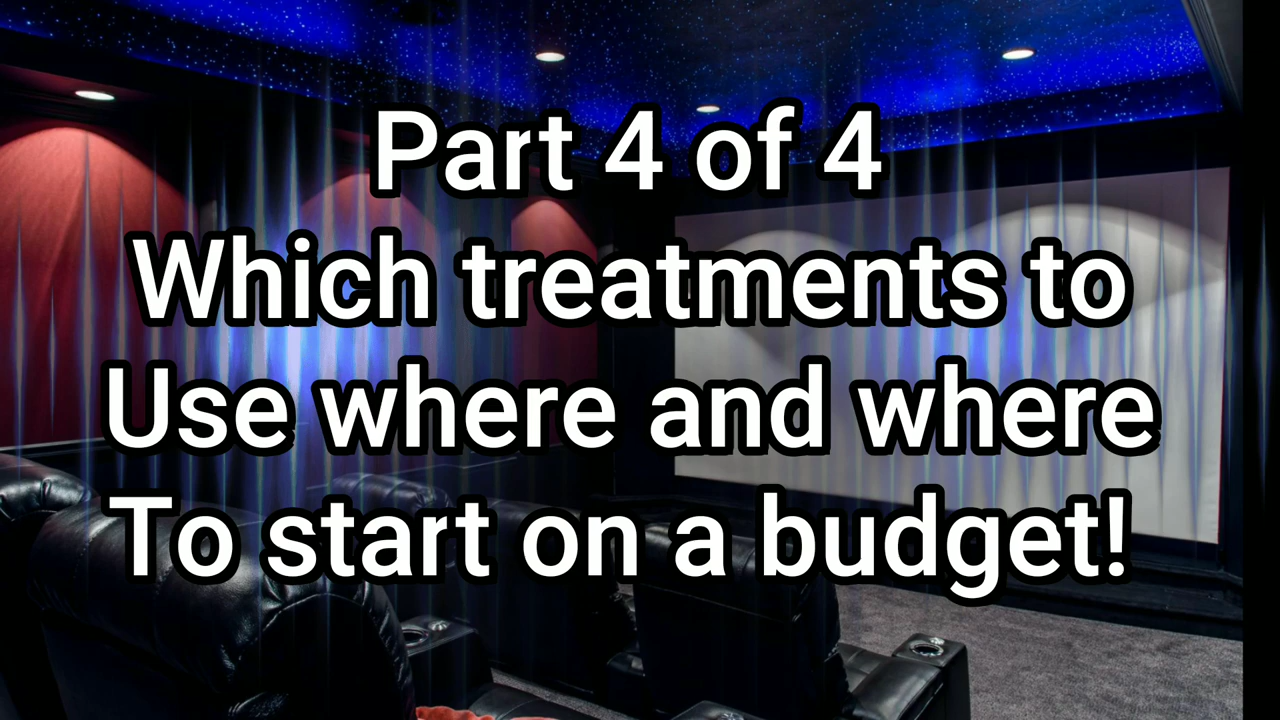 Part 4 of 4
Which treatments to
Use where and where
To start on a budget!